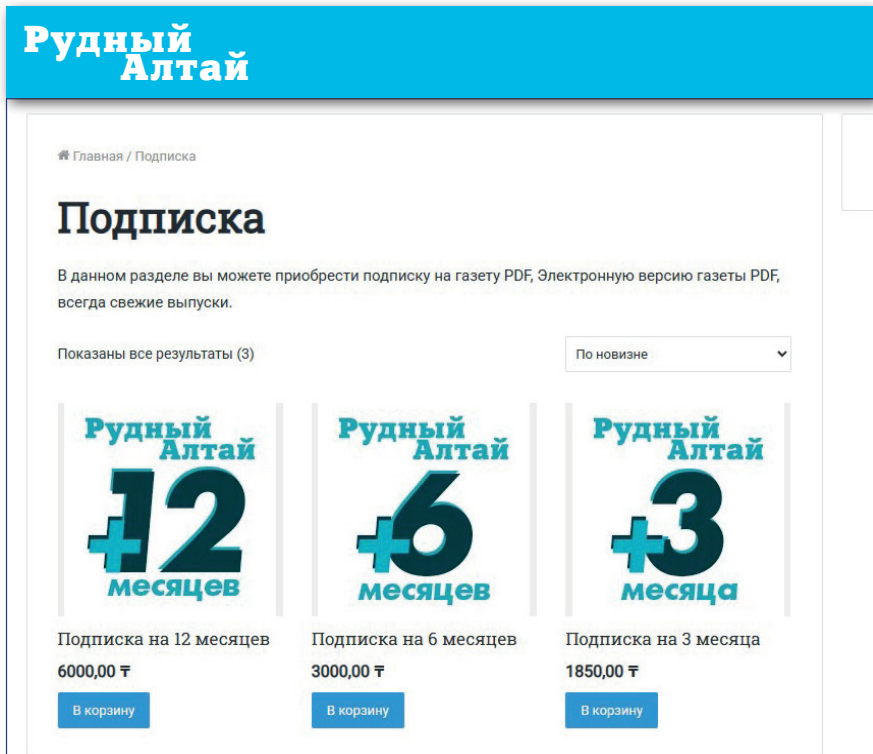 Рудный
Алтай
Главная / Подписка
Подписка
В данном разделе вы можете приобрести подписку на газету PDF, Электронную версию газеты PDF,
всегда свежие выпуски.
Показаны все результаты (3)
По новизне
Рудный
Алтай
+12
месяцев
Подписка на 12 месяцев
6000,00 ₸
В корзину
Рудный
Алтай
+6
месяцев
Подписка на 6 месяцев
3000,00 ₸
В корзину
Рудный
Алтай
+3
месяца
Подписка на 3 месяца
1850,00 ₸
В корзину